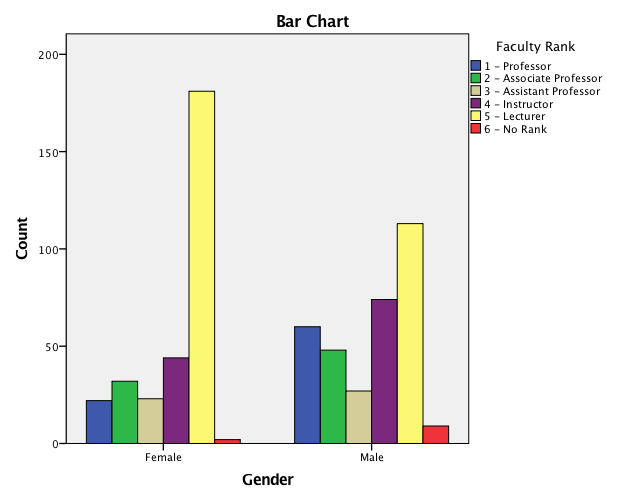 Bar Chart
Faculty Rank
1 - Professor
2 - Associate Professor
3 - Assistant Professor
4 - Instructor
5 - Lecturer
6 - No Rank
200
150
100
50
0
Count
Female
Male
Gender